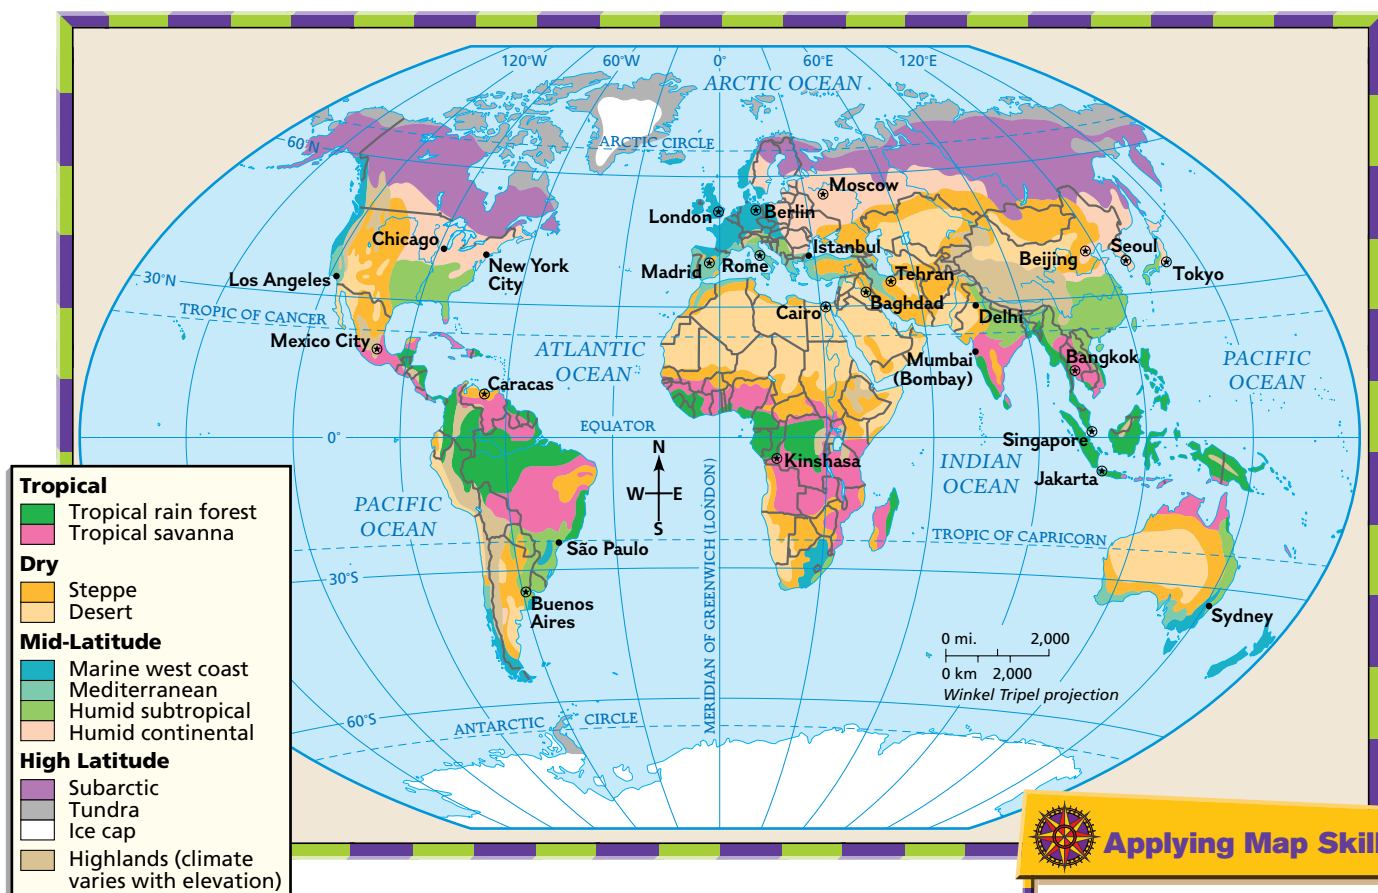 120°W
60°W
0°
60°E
120°E
ARCTIC OCEAN
60°N
ARCTIC CIRCLE
Moscow
London
Berlin
Chicago
Istanbul
Seoul
New York
City
Madrid
Rome
Beijing
Tokyo
Los Angeles
Tehran
30°N
Baghdad
TROPIC OF CANCER
Cairo
Delhi
Mexico City
ATLANTIC
OCEAN
Mumbai
(Bombay)
Bangkok
PACIFIC
OCEAN
Caracas
EQUATOR
0°
Singapore
N
W
E
S
Kinshasa
INDIAN
OCEAN
Jakarta
PACIFIC
OCEAN
MERIDIAN OF GREENWICH (LONDON)
TROPIC OF CAPRICORN
São Paulo
30°S
Buenos
Aires
Sydney
0 mi.
2,000
0 km
2,000
Winkel Tripel projection
60°S
ANTARCTIC CIRCLE
Tropical
Tropical rain forest
Tropical savanna
Dry
Steppe
Desert
Mid-Latitude
Marine west coast
Mediterranean
Humid subtropical
Humid continental
High Latitude
Subarctic
Tundra
Ice cap
Highlands (climate
varies with elevation)
Applying Map Skil